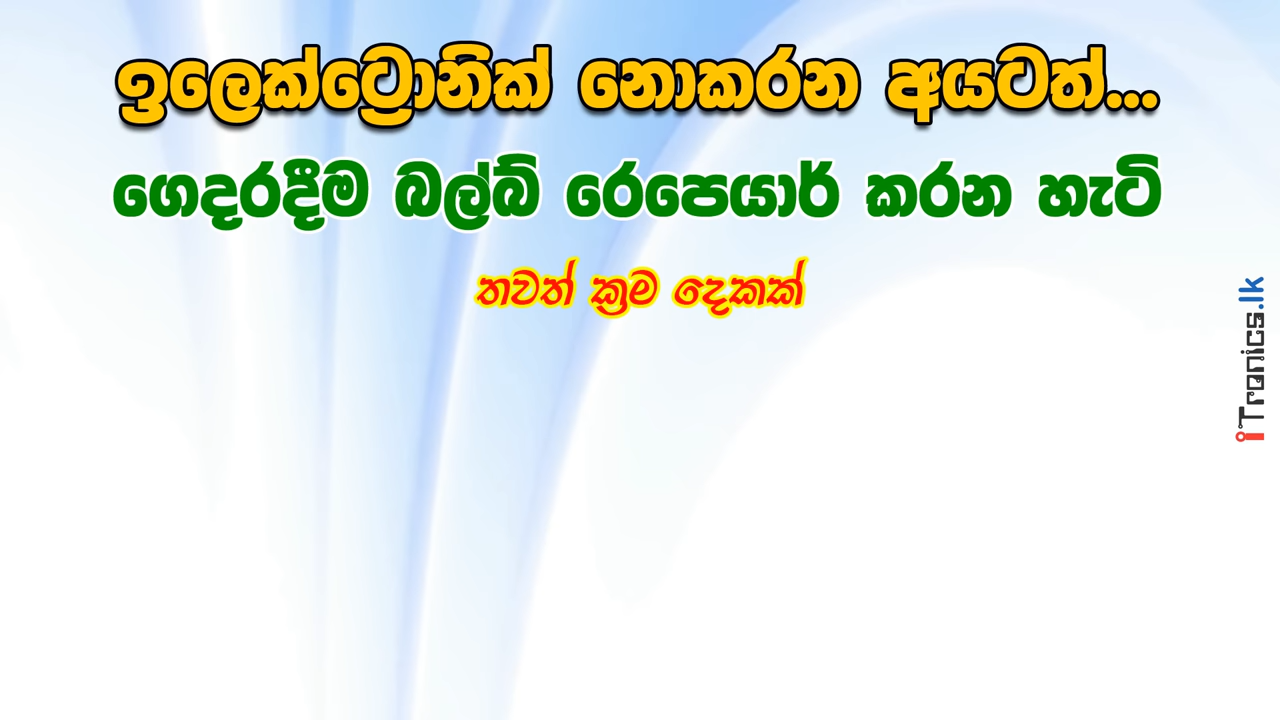 ඉලෙක්ට්‍රොනික් නොකරන අයටත්...
ගෙදරදීම බල්බ් රෙපෙයාර් කරන හැටි
තවත් ක්‍රම දෙකක්
iTronics.lk